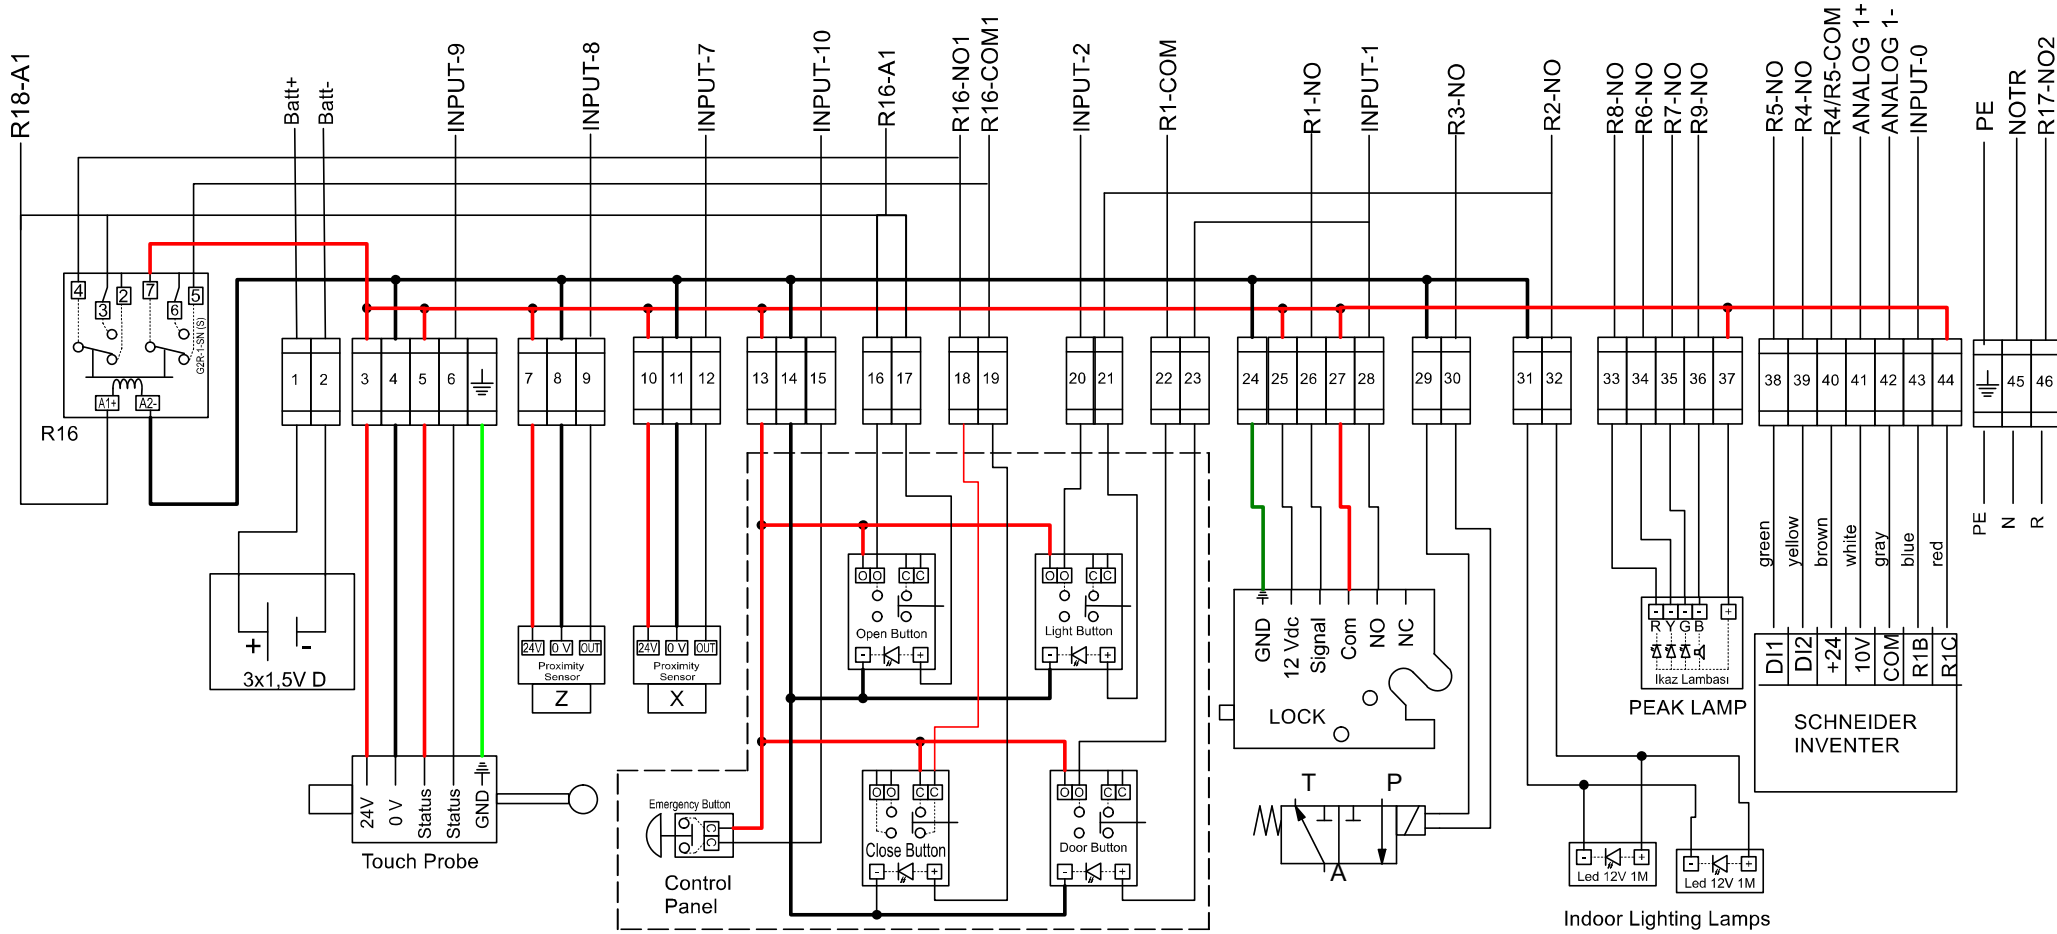 R18-A1
Batt+
Batt-
INPUT-9
INPUT-8
INPUT-7
INPUT-10
R16-A1
R16-NO1
R16-COM1
INPUT-2
R1-COM
R1-NO
INPUT-1
R3-NO
R2-NO
R8-NO
R6-NO
R7-NO
R9-NO
R5-NO
R4-NO
R4/R5-COM
ANALOG 1+
ANALOG 1-
INPUT-0
PE
NOTR
R17-NO2
4
3
2
7
6
5
G2R-1-SN (S)
A1+
A2-
R16
1
2
3
4
5
6
7
8
9
10
11
12
13
14
15
16
17
18
19
20
21
22
23
24
25
26
27
28
29
30
31
32
33
34
35
36
37
38
39
40
41
42
43
44
45
46
green
yellow
brown
white
gray
blue
red
PE
N
R
+
-
3x1,5V D
24V
0 V
Status
Status
GND
Touch Probe
24V
0 V
OUT
Proximity
Sensor
Z
24V
0 V
OUT
Proximity
Sensor
X
O
O
C
C
Open Button
-
+
O
O
C
C
Light Button
-
+
O
O
C
C
Close Button
-
+
O
O
C
C
Door Button
-
+
Emergency Button
C
C
Control
Panel
GND
12 Vdc
Signal
Com
NO
NC
LOCK
T
P
A
-
-
-
-
+
R
Y
G
B
Ikaz Lambası
PEAK LAMP
DI1
DI2
+24
10V
COM
R1B
R1C
SCHNEIDER
INVENTER
-
+
Led 12V 1M
-
+
Led 12V 1M
Indoor Lighting Lamps